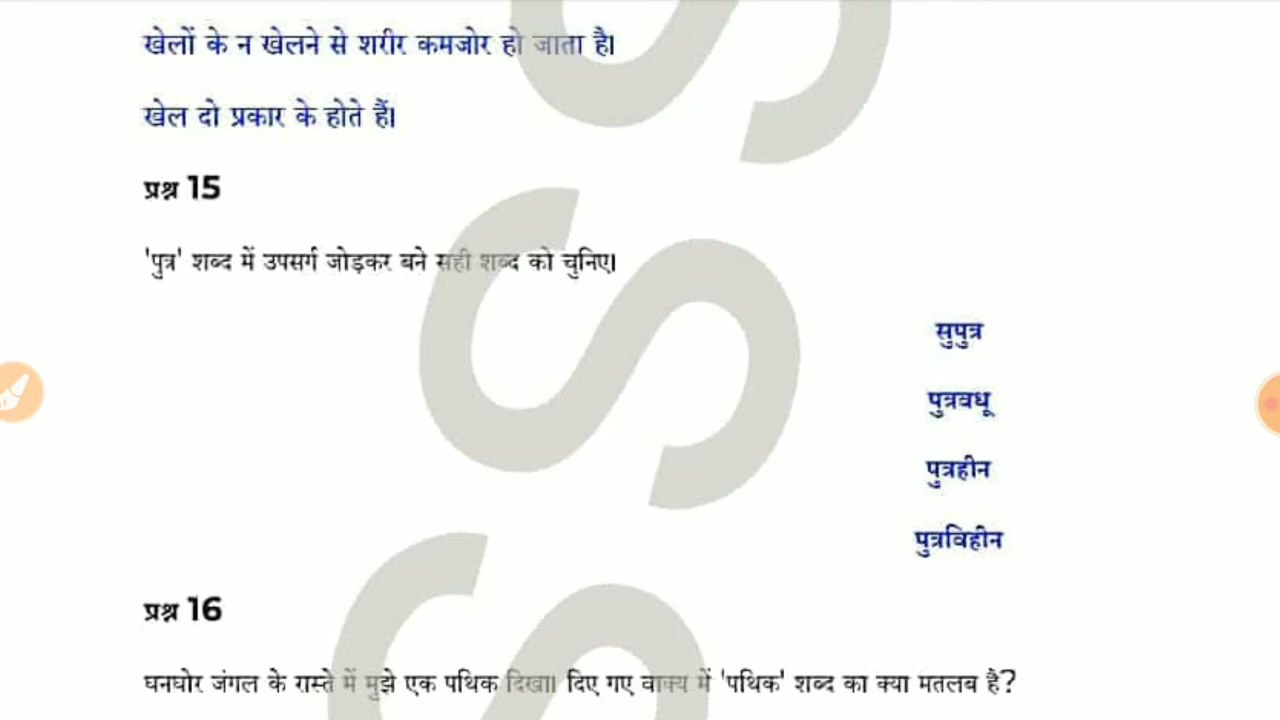 खेलों के न खेलने से शरीर कमजोर हो जाता है।
खेल दो प्रकार के होते हैं।
प्रश्न 15
'पुत्र' शब्द में उपसर्ग जोड़कर बने सही शब्द को चुनिए।
सुपुत्र
पुत्रवधू
पुत्रहीन
पुत्रविहीन
प्रश्न 16
घनघोर जंगल के रास्ते में मुझे एक पथिक दिखा। दिए गए वाक्य में 'पथिक' शब्द का क्या मतलब है?